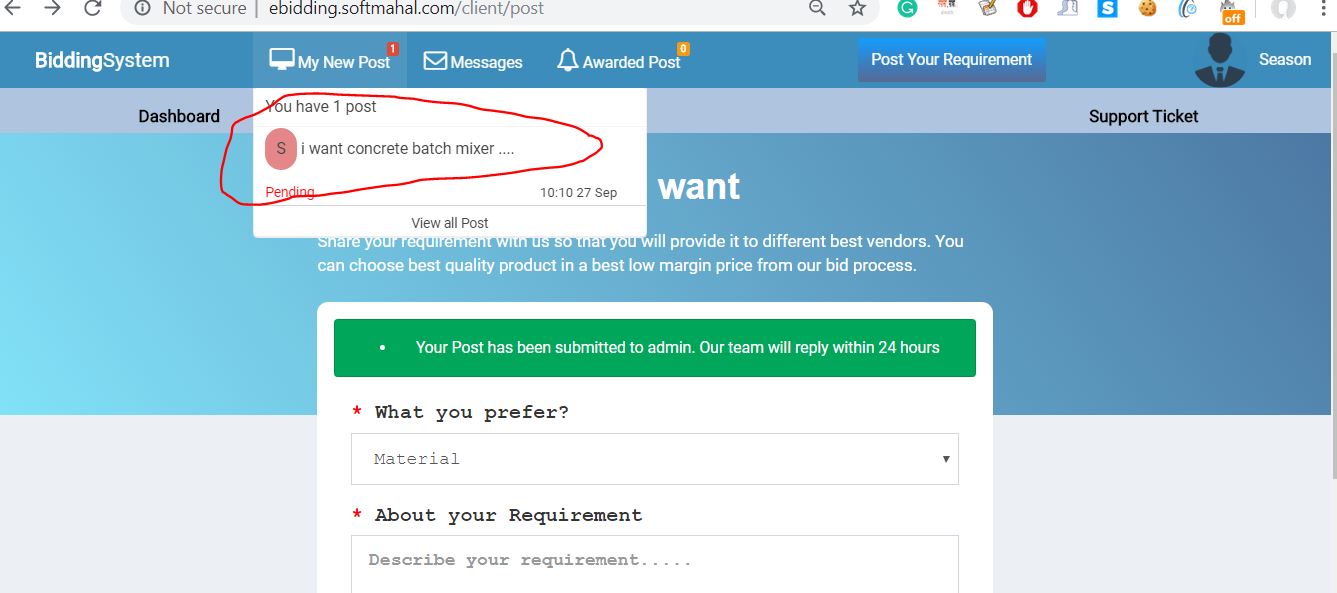 Not secure | ebidding.softmahal.com/client/post
off
BiddingSystem
My New Post 1
Messages
Awarded Post 0
Post Your Requirement
Season
You have 1 post
Dashboard
Support Ticket
S i want concrete batch mixer ....
Pending
10:10 27 Sep
want
View all Post
Share your requirement with us so that you will provide it to different best vendors. You
can choose best quality product in a best low margin price from our bid process.
• Your Post has been submitted to admin. Our team will reply within 24 hours
* What you prefer?
Material
* About your Requirement
Describe your requirement.....